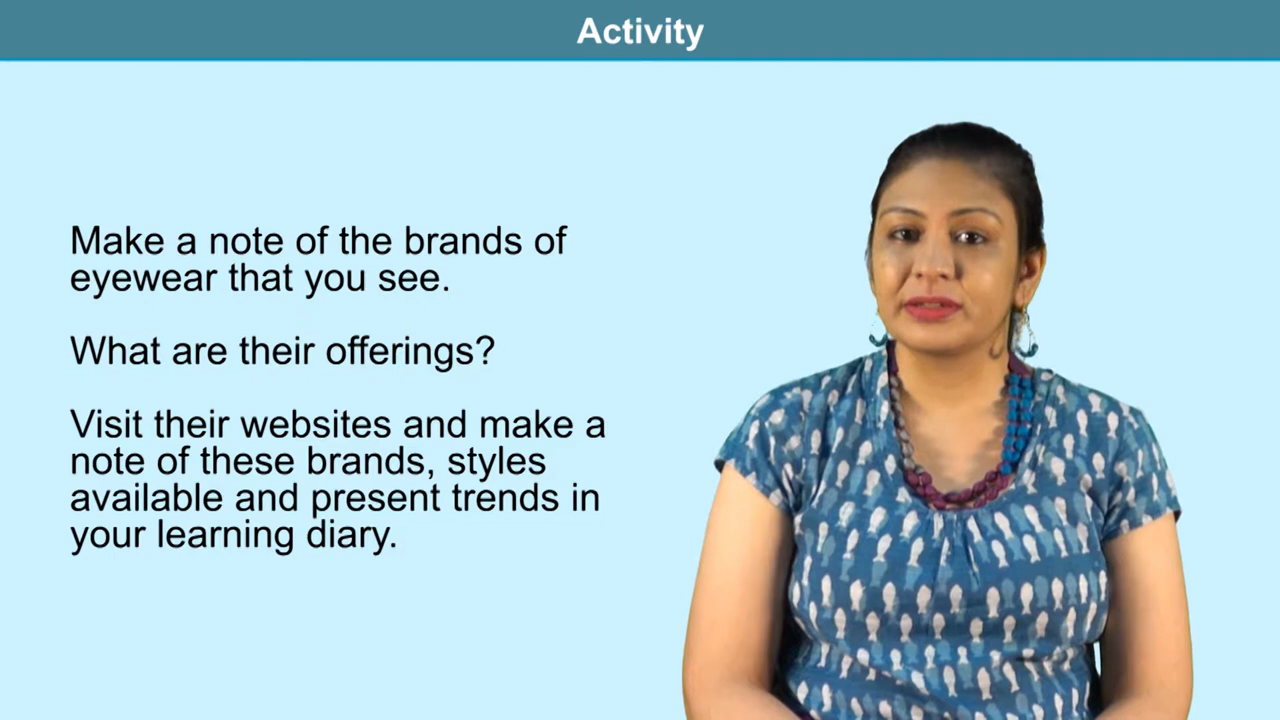 Activity
Make a note of the brands of
eyewear that you see.
What are their offerings?
Visit their websites and make a
note of these brands, styles
available and present trends in
your learning diary.